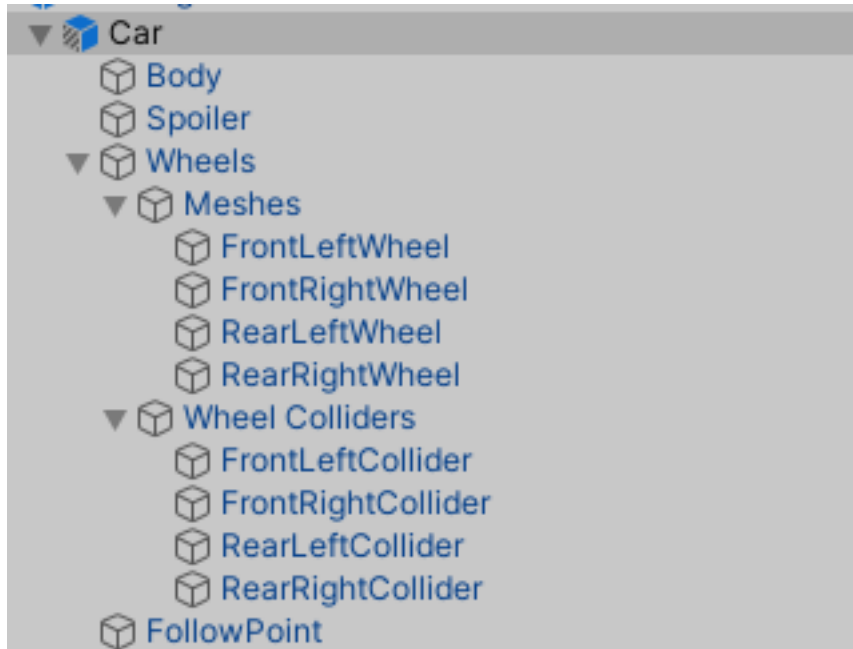 Car
Body
Spoiler
Wheels
Meshes
FrontLeftWheel
FrontRightWheel
RearLeftWheel
RearRightWheel
Wheel Colliders
FrontLeftCollider
FrontRightCollider
RearLeftCollider
RearRightCollider
FollowPoint